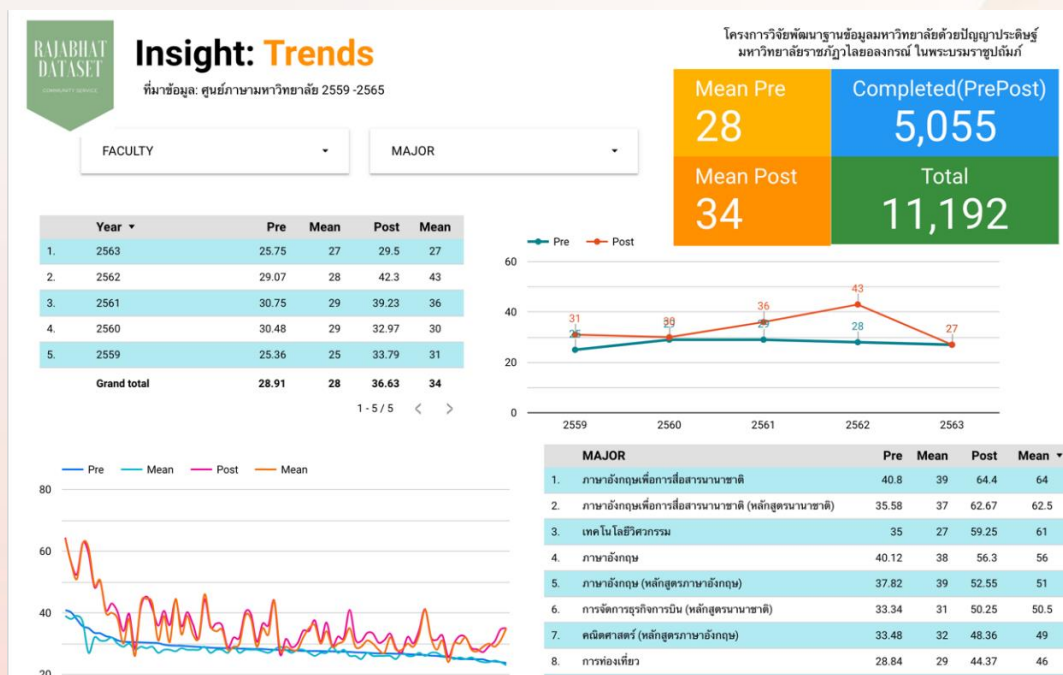 RAJABHAT
DATASET
COMMUNITY SERVICE
Insight: Trends
ที่มาข้อมูล: ศูนย์ภาษามหาวิทยาลัย 2559 -2565
โครงการวิจัยพัฒนาฐานข้อมูลมหาวิทยาลัยด้วยปัญญาประดิษฐ์
มหาวิทยาลัยราชภัฏวไลยอลงกรณ์ ในพระบรมราชูปถัมภ์
FACULTY
MAJOR
Mean Pre
28
Completed(PrePost)
5,055
Mean Post
34
Total
11,192
Year Pre Mean Post Mean
1. 2563 25.75 27 29.5 27
2. 2562 29.07 28 42.3 43
3. 2561 30.75 29 39.23 36
4. 2560 30.48 29 32.97 30
5. 2559 25.36 25 33.79 31
Grand total 28.91 28 36.63 34
1 - 5 / 5
Pre Post
60
40
20
0
31
36
43
28
27
2559 2560 2561 2562 2563
Pre Mean Post Mean
80
60
40
20
MAJOR Pre Mean Post Mean
1. ภาษาอังกฤษเพื่อการสื่อสารนานาชาติ 40.8 39 64.4 64
2. ภาษาอังกฤษเพื่อการสื่อสารนานาชาติ (หลักสูตรนานาชาติ) 35.58 37 62.67 62.5
3. เทคโนโลยีวิศวกรรม 35 27 59.25 61
4. ภาษาอังกฤษ 40.12 38 56.3 56
5. ภาษาอังกฤษ (หลักสูตรภาษาอังกฤษ) 37.82 39 52.55 51
6. การจัดการธุรกิจการบิน (หลักสูตรนานาชาติ) 33.34 31 50.25 50.5
7. คณิตศาสตร์ (หลักสูตรภาษาอังกฤษ) 33.48 32 48.36 49
8. การท่องเที่ยว 28.84 29 44.37 46